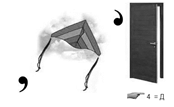 ,
,
4 = Д